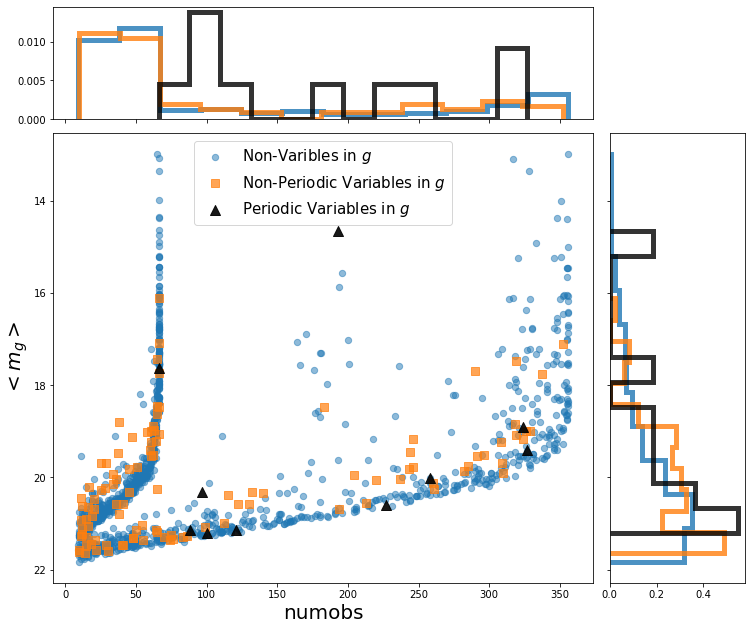 0.010
0.005
0.000
Non-Varibles in g
Non-Periodic Variables in g
Periodic Variables in g
14
16
18
20
22
< m_g >
0 50 100 150 200 250 300 350
numobs
0.0 0.2 0.4